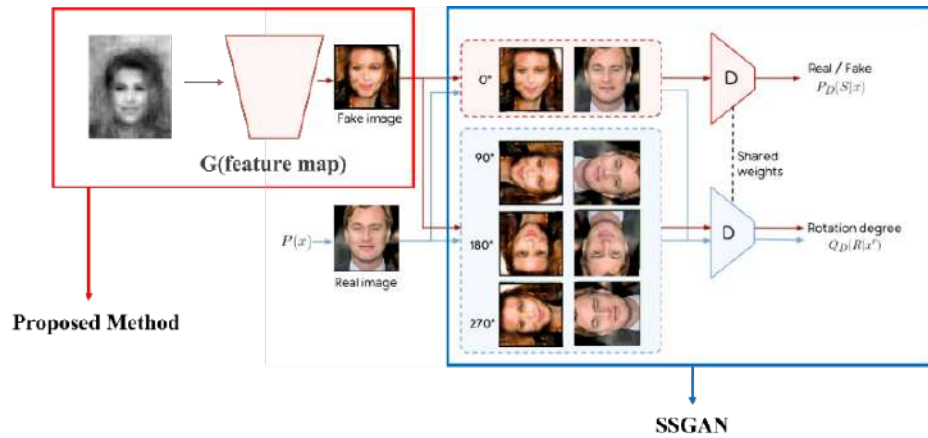 Fake image
G(feature map)
P(x)
Real image
Proposed Method
0°
90°
180°
270°
D
Real / Fake
P_D(S|x)
Shared
weights
D
Rotation degree
Q_D(R|x^r)
SSGAN